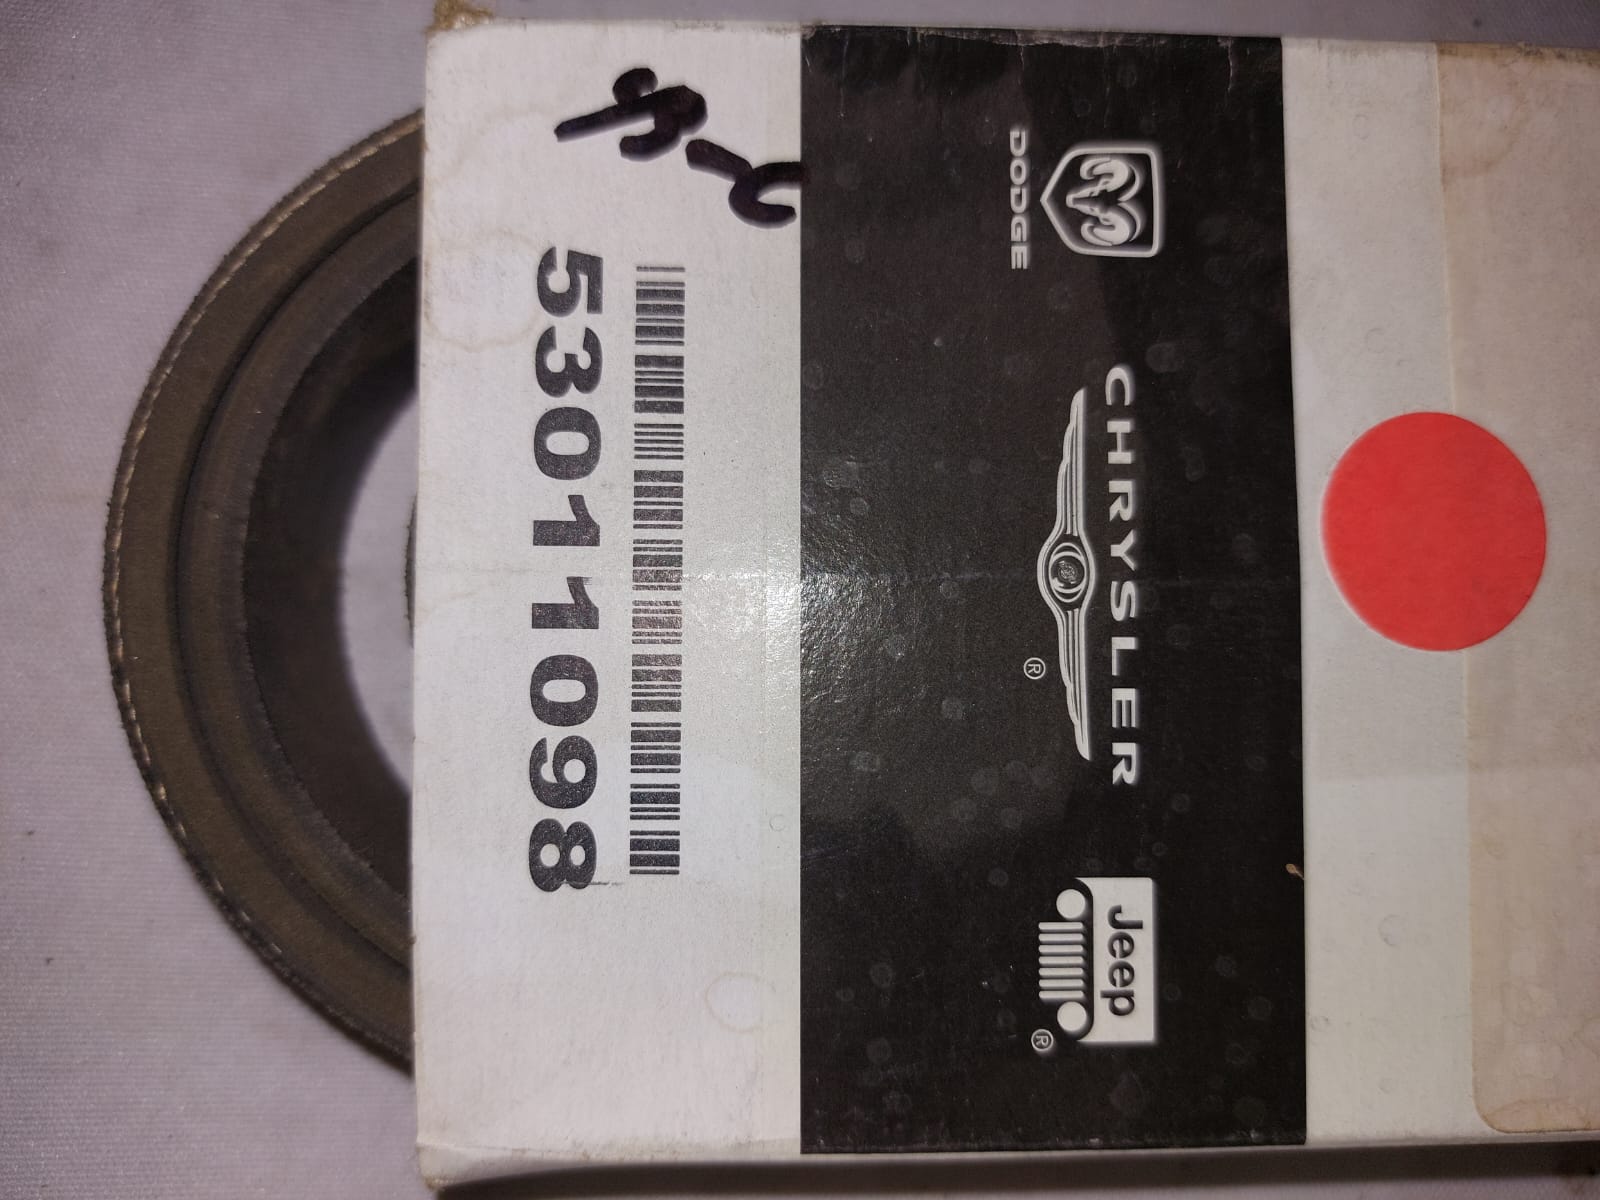 DODGE
CHRYSLER
®
Jeep
®
53011098